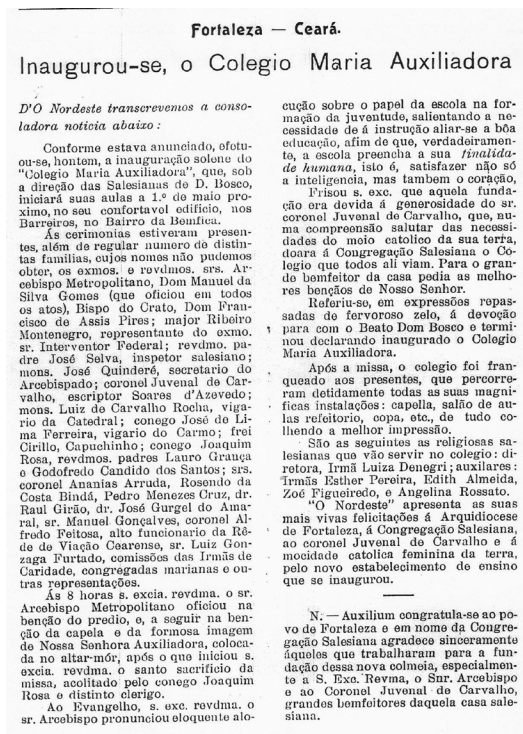 Fortaleza — Ceará.
Inaugurou-se, o Colegio Maria Auxiliadora
D'O Nordeste transcrevemos a conso-
ladora noticia abaixo :
Conforme estava anunciado, efetu-
ou-se, hontem, a inauguração solene do
"Colegio Maria Auxiliadora", que, sob
a direção das Salesianas de D. Bosco,
iniciará suas aulas a 1.º de maio pro-
ximo, no seu confortavel edificio, nos
Barreiros, no Bairro da Bemfica.
Ás cerimonias estiveram presen-
tes, além de regular numero de distin-
tas familias, cujos nomes não pudemos
obter, os exmos. e revdmos. srs. Ar-
cebispo Metropolitano, Dom Manuel da
Silva Gomes (que oficiou em todos
os atos), Bispo do Crato, Dom Fran-
cisco de Assis Pires; major Ribeiro
Montenegro, representante do exmo.
sr. Interventor Federal; revdmo. pa-
dre José Selva, inspetor salesiano;
mons. José Quinderé, secretario do
Arcebispado; coronel Juvenal de Car-
valho, escriptor Soares d'Azevedo;
mons. Luiz de Carvalho Rocha, viga-
rio da Catedral; conego José de Li-
ma Ferreira, vigario do Carmo; frei
Cirillo, Capuchinho; conego Joaquim
Rosa, revdmos. padres Lauro Grança
e Godofredo Candido dos Santos; srs.
coronel Ananias Arruda, Rosendo da
Costa Bindá, Pedro Menezes Cruz, dr.
Raul Girão, dr. José Gurgel do Ama-
ral, sr. Manuel Gonçalves, coronel Al-
fredo Feitosa, alto funcionario da Rê-
de de Viação Cearense, sr. Luiz Gon-
zaga Furtado, comissões das Irmãs de
Caridade, congregadas marianas e ou-
tras representações.
Ás 8 horas s. excia. revdma. o sr.
Arcebispo Metropolitano oficiou na
benção do predio, e, a seguir na ben-
ção da capela e da formosa imagem
de Nossa Senhora Auxiliadora, coloca-
da no altar-mór, após o que iniciou s.
excia. revdma. o santo sacrificio da
missa, acolitado pelo conego Joaquim
Rosa e distinto clerigo.
Ao Evangelho, s. exc. revdma. o
sr. Arcebispo pronunciou eloquente alo-
cução sobre o papel da escola na for-
mação da juventude, salientando a ne-
cessidade de á instrução aliar-se a bôa
educação, afim de que, verdadeiramen-
te, a escola preencha a sua finalida-
de humana, isto é, satisfazer não só
a inteligencia, mas tambem o coração,
Frisou s. exc. que aquela funda-
ção era devida á generosidade do sr.
coronel Juvenal de Carvalho, que, nu-
ma compreensão salutar das necessi-
dades do meio catolico da sua terra,
doara á Congregação Salesiana o Co-
legio que todos ali viam. Para o gran-
de bemfeitor da casa pedia as melho-
res bençãos de Nosso Senhor.
Referiu-se, em expressões repas-
sadas de fervoroso zelo, á devoção
para com o Beato Dom Bosco e termi-
nou declarando inaugurado o Colegio
Maria Auxiliadora.
Após a missa, o colegio foi fran-
queado aos presentes, que percorre-
ram detidamente todas as suas magni-
ficas instalações: capella, salão de au-
las refeitorio, copa, etc., de tudo co-
lhendo a melhor impressão.
São as seguintes as religiosas sa-
lesianas que vão servir no colegio: di-
retora, Irmã Luiza Denegri; auxilares:
Irmãs Esther Pereira, Edith Almeida,
Zoé Figueiredo, e Angelina Rossato.
"O Nordeste" apresenta as suas
mais vivas felicitações á Arquidiocese
de Fortaleza, á Congregação Salesiana,
ao coronel Juvenal de Carvalho e á
mocidade catolica feminina da terra,
pelo novo estabelecimento de ensino
que se inaugurou.
N. — Auxilium congratula-se ao po-
vo de Fortaleza e em nome da Congre-
gação Salesiana agradece sinceramente
áqueles que trabalharam para a fun-
dação dessa nova colmeia, especialmen-
te a S. Exc. Revma, o Snr. Arcebispo
e ao Coronel Juvenal de Carvalho,
grandes bemfeitores daquela casa sale-
siana.